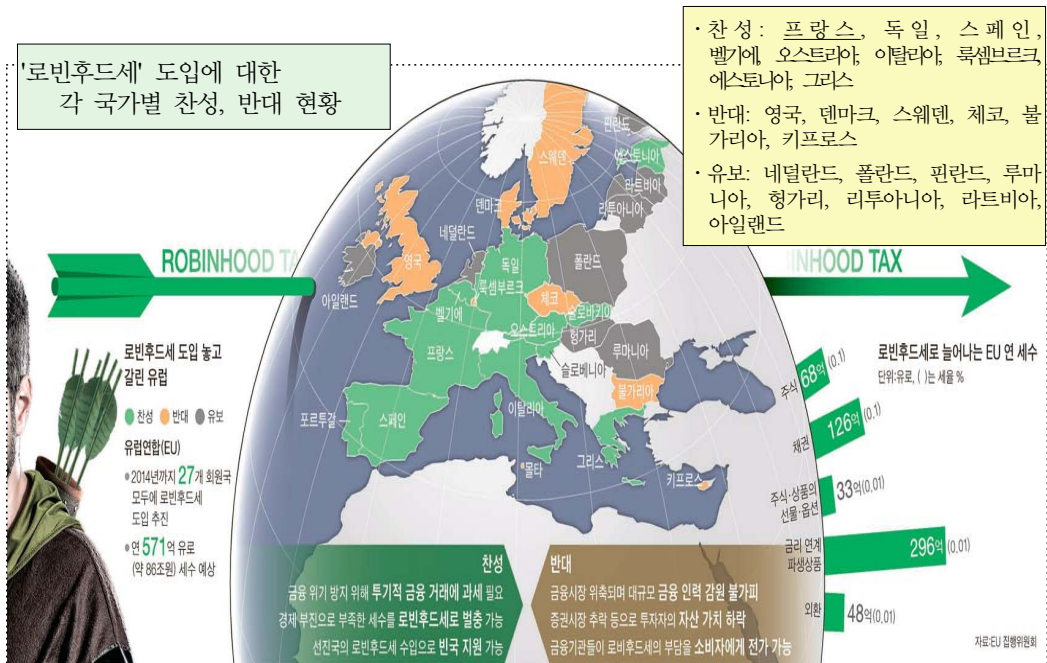 '로빈후드세' 도입에 대한
각 국가별 찬성, 반대 현황
· 찬성: 프랑스, 독일, 스페인,
벨기에, 오스트리아, 이탈리아, 룩셈브르크,
에스토니아, 그리스
· 반대: 영국, 덴마크, 스웨덴, 체코, 불
가리아, 키프로스
· 유보: 네덜란드, 폴란드, 핀란드, 루마
니아, 헝가리, 리투아니아, 라트비아,
아일랜드
ROBINHOOD TA
INHOOD TAX
로빈후드세 도입 놓고
갈린 유럽
찬성 반대 유보
유럽연합(EU)
2014년까지 27개 회원국
모두에 로빈후드세
도입 추진
연 571억 유로
(약 86조원) 세수 예상
핀란드
스웨덴
에스토니아
라트비아
리투아니아
덴마크
네덜란드
영국
아일랜드
독일
폴란드
룩셈부르크
체코
벨기에
슬로바키아
오스트리아
헝가리
프랑스
루마니아
슬로베니아
불가리아
포르투갈
스페인
이탈리아
그리스
몰타
키프로스
로빈후드세로 늘어나는 EU 연 세수
단위:유로, ( )는 세율 %
주식 68억 (0.1)
채권 126억 (0.1)
주식·상품의
선물·옵션 33억(0.01)
금리 연계
파생상품 296억 (0.01)
외환 48억(0.01)
자료:EU 집행위원회
찬성
금융 위기 방지 위해 투기적 금융 거래에 과세 필요
경제 부진으로 부족한 세수를 로빈후드세로 벌충 가능
선진국의 로빈후드세 수입으로 빈국 지원 가능
반대
금융시장 위축되며 대규모 금융 인력 감원 불가피
증권시장 추락 등으로 투자자의 자산 가치 하락
금융기관들이 로비후드세의 부담을 소비자에게 전가 가능